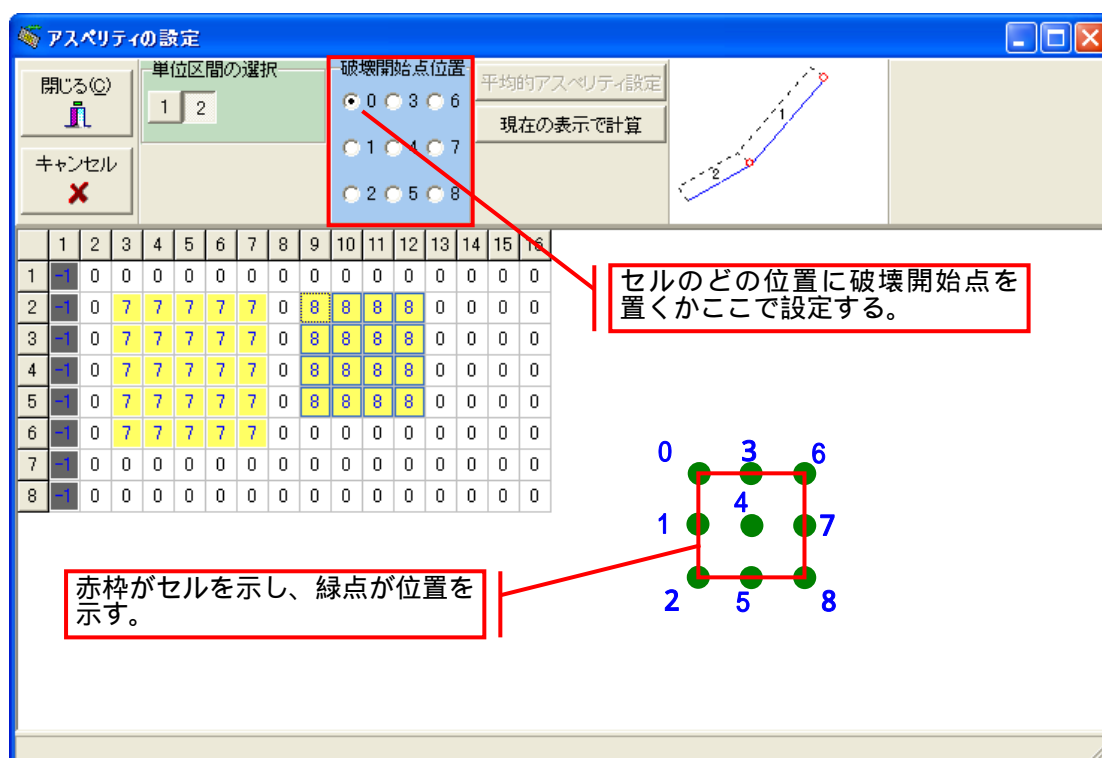 アスペリティの設定
閉じる(C)
キャンセル
単位区間の選択
1 2
破壊開始点位置
0 3 6
1 4 7
2 5 8
平均的アスペリティ設定
現在の表示で計算
1
2
1 2 3 4 5 6 7 8 9 10 11 12 13 14 15 16
1 -1 0 0 0 0 0 0 0 0 0 0 0 0 0 0 0
2 -1 0 7 7 7 7 7 0 8 8 8 8 0 0 0 0
3 -1 0 7 7 7 7 7 0 8 8 8 8 0 0 0 0
4 -1 0 7 7 7 7 7 0 8 8 8 8 0 0 0 0
5 -1 0 7 7 7 7 7 0 8 8 8 8 0 0 0 0
6 -1 0 7 7 7 7 7 0 0 0 0 0 0 0 0 0
7 -1 0 0 0 0 0 0 0 0 0 0 0 0 0 0 0
8 -1 0 0 0 0 0 0 0 0 0 0 0 0 0 0 0
セルのどの位置に破壊開始点を
置くかここで設定する。
0 3 6
1 4 7
2 5 8
赤枠がセルを示し、緑点が位置を
示す。